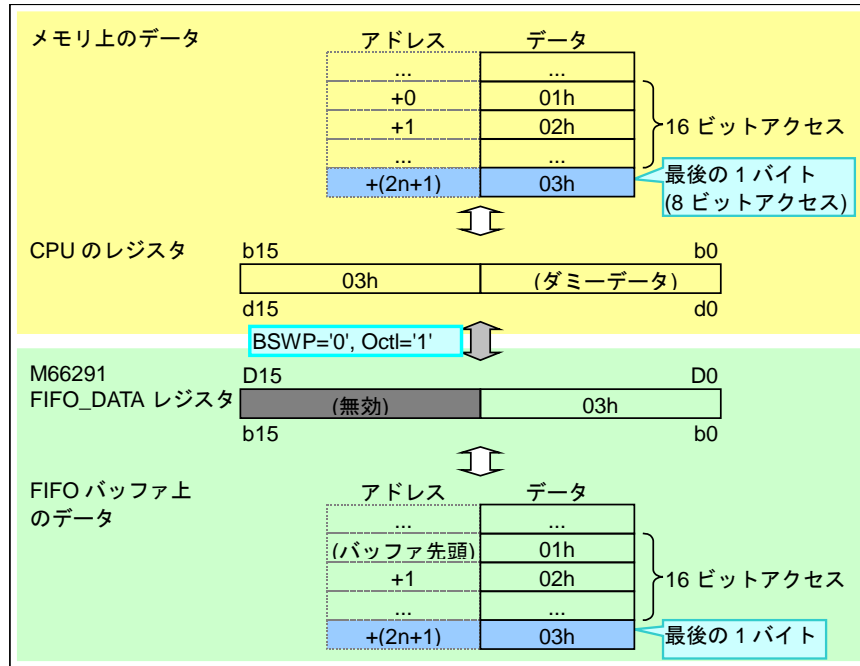 メモリ上のデータ
アドレス データ
... ...
+0 01h
+1 02h
16 ビットアクセス
... ...
+(2n+1) 03h
最後の 1 バイト
(8 ビットアクセス)
CPU のレジスタ
b15 b0
03h (ダミーデータ)
d15 d0
BSWP='0', Octl='1'
M66291
FIFO_DATA レジスタ
D15 D0
(無効) 03h
b15 b0
FIFO バッファ上
のデータ
アドレス データ
... ...
(バッファ先頭) 01h
+1 02h
16 ビットアクセス
... ...
+(2n+1) 03h
最後の 1 バイト